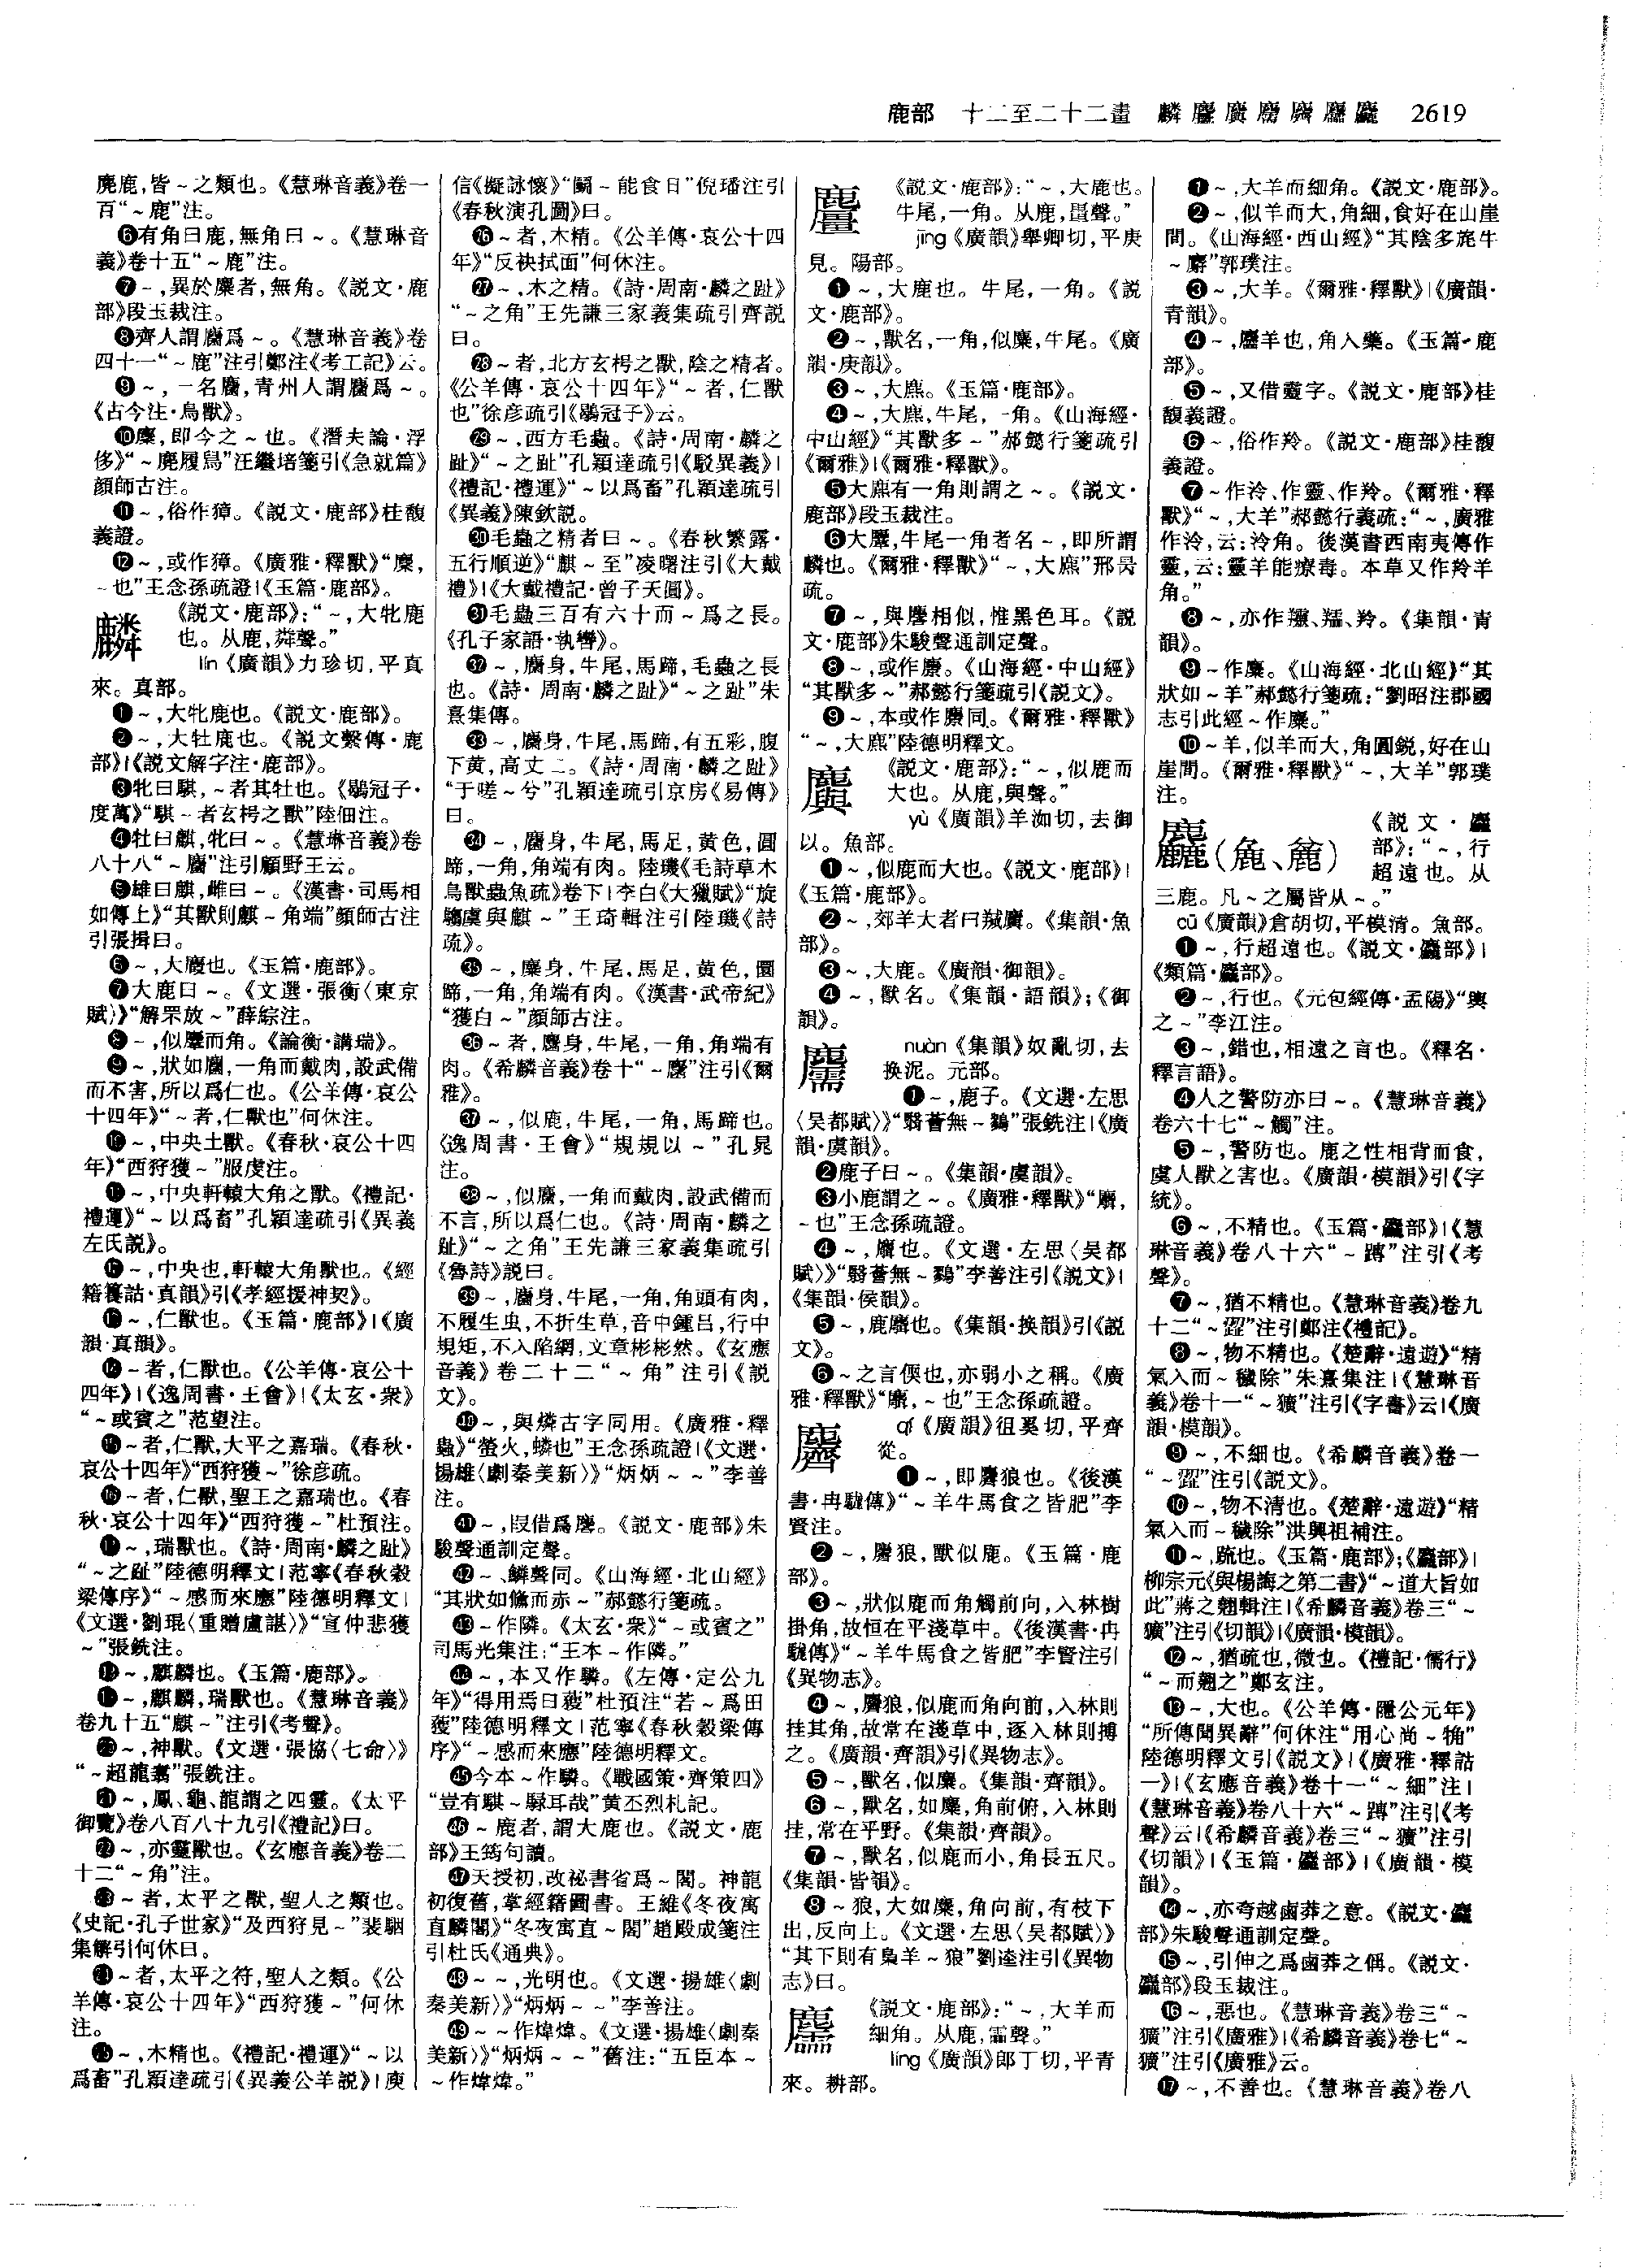 鹿部 十二至二十二畫 麟麠䴨麡麢麤 2619
麂鹿,皆~之類也。《慧琳音義》卷一
百“~鹿”注。
❻有角曰鹿,無角曰~。《慧琳音
義》卷十五“~鹿”注。
❼~,異於麋者,無角。《説文·鹿
部》段玉裁注。
❽齊人謂麕爲~。《慧琳音義》卷
四十一“~鹿”注引鄭注《考工記》云。
❾~,一名麕,青州人謂麕爲~。
《古今注·鳥獸》。
❿麇,即今之~也。《潛夫論·浮
侈》“~麂履舄”汪繼培箋引《急就篇》
顔師古注。
⓫~,俗作獐。《説文·鹿部》桂馥
義證。
⓬~,或作獐。《廣雅·釋獸》“麇,
~也”王念孫疏證|《玉篇·鹿部》。
麟 《説文·鹿部》:“~,大牝鹿
也。从鹿,粦聲。”
lín《廣韻》力珍切,平真
來。真部。
❶~,大牝鹿也。《説文·鹿部》。
❷~,大牡鹿也。《説文繫傳·鹿
部》|《説文解字注·鹿部》。
❸牝曰騏,~者其牡也。《鶡冠子·
度萬》“騏~者玄枵之獸”陸佃注。
❹牡曰麒,牝曰~。《慧琳音義》卷
八十八“~麕”注引顧野王云。
❺雄曰麒,雌曰~。《漢書·司馬相
如傳上》“其獸則麒~角端”顔師古注
引張揖曰。
❻~,大麚也。《玉篇·鹿部》。
❼大鹿曰~。《文選·張衡〈東京
賦〉》“解罘放~”薛綜注。
❽~,似麞而角。《論衡·講瑞》。
❾~,狀如麕,一角而戴肉,設武備
而不害,所以爲仁也。《公羊傳·哀公
十四年》“~者,仁獸也”何休注。
❿~,中央土獸。《春秋·哀公十四
年》“西狩獲~”服虔注。
⓫~,中央軒轅大角之獸。《禮記·
禮運》“~以爲畜”孔穎達疏引《異義
左氏説》。
⓬~,中央也,軒轅大角獸也。《經
籍籑詁·真韻》引《孝經援神契》。
⓭~,仁獸也。《玉篇·鹿部》|《廣
韻·真韻》。
⓮~者,仁獸也。《公羊傳·哀公十
四年》|《逸周書·王會》|《太玄·衆》
“~或賓之”范望注。
⓯~者,仁獸,大平之嘉瑞。《春秋·
哀公十四年》“西狩獲~”徐彦疏。
⓰~者,仁獸,聖王之嘉瑞也。《春
秋·哀公十四年》“西狩獲~”杜預注。
⓱~,瑞獸也。《詩·周南·麟之趾》
“~之趾”陸德明釋文|范寧《春秋穀
梁傳序》“~感而來應”陸德明釋文|
《文選·劉琨〈重贈盧諶〉》“宣仲悲獲
~”張銑注。
⓲~,麒麟也。《玉篇·鹿部》。
⓳~,麒麟,瑞獸也。《慧琳音義》
卷九十五“麒~”注引《考聲》。
⓴~,神獸。《文選·張協〈七命〉》
“~超龍翥”張銑注。
㉑~,鳳、龜、龍謂之四靈。《太平
御覽》卷八百八十九引《禮記》曰。
㉒~,亦靈獸也。《玄應音義》卷二
十二“~角”注。
㉓~者,太平之獸,聖人之類也。
《史記·孔子世家》“及西狩見~”裴駰
集解引何休曰。
㉔~者,太平之符,聖人之類。《公
羊傳·哀公十四年》“西狩獲~”何休
注。
㉕~,木精也。《禮記·禮運》“~以
爲畜”孔穎達疏引《異義公羊説》|庾
信《擬詠懷》“鬭~能食日”倪璠注引
《春秋演孔圖》曰。
㉖~者,木精。《公羊傳·哀公十四
年》“反袂拭面”何休注。
㉗~,木之精。《詩·周南·麟之趾》
“~之角”王先謙三家義集疏引齊説
曰。
㉘~者,北方玄枵之獸,陰之精者。
《公羊傳·哀公十四年》“~者,仁獸
也”徐彦疏引《鶡冠子》云。
㉙~,西方毛蟲。《詩·周南·麟之
趾》“~之趾”孔穎達疏引《駁異義》|
《禮記·禮運》“~以爲畜”孔穎達疏引
《異義》陳欽説。
㉚毛蟲之精者曰~。《春秋繁露·
五行順逆》“麒~至”凌曙注引《大戴
禮》|《大戴禮記·曾子天圓》。
㉛毛蟲三百有六十而~爲之長。
《孔子家語·執轡》。
㉜~,麕身,牛尾,馬蹄,毛蟲之長
也。《詩·周南·麟之趾》“~之趾”朱
熹集傳。
㉝~,麕身,牛尾,馬蹄,有五彩,腹
下黄,高丈二。《詩·周南·麟之趾》
“于嗟~兮”孔穎達疏引京房《易傳》
曰。
㉞~,麕身,牛尾,馬足,黄色,圓
蹄,一角,角端有肉。陸璣《毛詩草木
鳥獸蟲魚疏》卷下|李白《大獵賦》“旋
騶虞與麒~”王琦輯注引陸璣《詩
疏》。
㉟~,麋身,牛尾,馬足,黄色,圜
蹄,一角,角端有肉。《漢書·武帝紀》
“獲白~”顔師古注。
㊱~者,麕身,牛尾,一角,角端有
肉。《希麟音義》卷十“~麚”注引《爾
雅》。
㊲~,似鹿,牛尾,一角,馬蹄也。
《逸周書·王會》“規規以~”孔晁
注。
㊳~,似麕,一角而戴肉,設武備而
不言,所以爲仁也。《詩·周南·麟之
趾》“~之角”王先謙三家義集疏引
《魯詩》説曰。
㊴~,麕身,牛尾,一角,角頭有肉,
不履生虫,不折生草,音中鍾吕,行中
規矩,不入陷網,文章彬彬然。《玄應
音義》卷二十二“~角”注引《説
文》。
㊵~,與燐古字同用。《廣雅·釋
蟲》“螢火,蟒也”王念孫疏證|《文選·
揚雄〈劇秦美新〉》“炳炳~~”李善
注。
㊶~,叚借爲麐。《説文·鹿部》朱
駿聲通訓定聲。
㊷~、鱗聲同。《山海經·北山經》
“其狀如而赤~”郝懿行箋疏。
㊸~作隣。《太玄·衆》“~或賓之”
司馬光集注:“王本~作隣。”
㊹~,本又作驎。《左傳·定公九
年》“得用焉曰獲”杜預注“若~爲田
獲”陸德明釋文|范寧《春秋穀梁傳
序》“~感而來應”陸德明釋文。
㊺今本~作驎。《戰國策·齊策四》
“豈有騏~騄耳哉”黄丕烈札記。
㊻~鹿者,謂大鹿也。《説文·鹿
部》王筠句讀。
㊼天授初,改祕書省爲~閣。神龍
初復舊,掌經籍圖書。王維《冬夜寓
直麟閣》“冬夜寓直~閣”趙殿成箋注
引杜氏《通典》。
㊽~~,光明也。《文選·揚雄〈劇
秦美新〉》“炳炳~~”李善注。
㊾~~作煒煒。《文選·揚雄〈劇秦
美新〉》“炳炳~~”舊注:“五臣本~
~作煒煒。”
麠 《説文·鹿部》:“~,大鹿也。
牛尾,一角。从鹿,畺聲。”
jīng《廣韻》舉卿切,平庚
見。陽部。
❶~,大鹿也。牛尾,一角。《説
文·鹿部》。
❷~,獸名,一角,似麋,牛尾。《廣
韻·庚韻》。
❸~,大麃。《玉篇·鹿部》。
❹~,大麃,牛尾,一角。《山海經·
中山經》“其獸多~”郝懿行箋疏引
《爾雅》|《爾雅·釋獸》。
❺大麃有一角則謂之~。《説文·
鹿部》段玉裁注。
❻大麠,牛尾一角者名~,即所謂
麟也。《爾雅·釋獸》“~,大麃”邢昺
疏。
❼~,與麐相似,惟黑色耳。《説
文·鹿部》朱駿聲通訓定聲。
❽~,或作麖。《山海經·中山經》
“其獸多~”郝懿行箋疏引《説文》。
❾~,本或作麖同。《爾雅·釋獸》
“~,大麃”陸德明釋文。
《説文·鹿部》:“~,似鹿而
大也。从鹿,與聲。”
yù《廣韻》羊洳切,去御
以。魚部。
❶~,似鹿而大也。《説文·鹿部》|
《玉篇·鹿部》。
❷~,郊羊大者曰羬麌。《集韻·魚
部》。
❸~,大鹿。《廣韻·御韻》。
❹~,獸名。《集韻·語韻》;《御
韻》。
nuàn《集韻》奴亂切,去
换泥。元部。
❶~,鹿子。《文選·左思
〈吴都賦〉》“翳薈無~鷚”張銑注|《廣
韻·虞韻》。
❷鹿子曰~。《集韻·虞韻》。
❸小鹿謂之~。《廣雅·釋獸》“麛,
~也”王念孫疏證。
❹~,麛也。《文選·左思〈吴都
賦〉》“翳薈無~鷚”李善注引《説文》|
《集韻·侯韻》。
❺~,鹿麛也。《集韻·换韻》引《説
文》。
❻~之言偄也,亦弱小之稱。《廣
雅·釋獸》“麛,~也”王念孫疏證。
麡 qí《廣韻》徂奚切,平齊
從。
❶~,即麡狼也。《後漢
書·冉駹傳》“~羊牛馬食之皆肥”李
賢注。
❷~,麡狼,獸似鹿。《玉篇·鹿
部》。
❸~,狀似鹿而角觸前向,入林樹
掛角,故恒在平淺草中。《後漢書·冉
駹傳》“~羊牛馬食之皆肥”李賢注引
《異物志》。
❹~,麡狼,似鹿而角向前,入林則
挂其角,故常在淺草中,逐入林則搏
之。《廣韻·齊韻》引《異物志》。
❺~,獸名,似麋。《集韻·齊韻》。
❻~,獸名,如麋,角前俯,入林則
挂,常在平野。《集韻·齊韻》。
❼~,獸名,似鹿而小,角長五尺。
《集韻·皆韻》。
❽~狼,大如麋,角向前,有枝下
出,反向上。《文選·左思〈吴都賦〉》
“其下則有梟羊~狼”劉逵注引《異物
志》曰。
麢 《説文·鹿部》:“~,大羊而
細角。从鹿,霝聲。”
líng《廣韻》郎丁切,平青
來。耕部。
❶~,大羊而細角。《説文·鹿部》。
❷~,似羊而大,角細,食好在山崖
間。《山海經·西山經》“其陰多旄牛
~麝”郭璞注。
❸~,大羊。《爾雅·釋獸》|《廣韻·
青韻》。
❹~,麢羊也,角入藥。《玉篇·鹿
部》。
❺~,又借靈字。《説文·鹿部》桂
馥義證。
❻~,俗作羚。《説文·鹿部》桂馥
義證。
❼~作泠、作靈、作羚。《爾雅·釋
獸》“~,大羊”郝懿行義疏:“~,廣雅
作泠,云:泠角。後漢書西南夷傳作
靈,云:靈羊能療毒。本草又作羚羊
角。”
❽~,亦作、羚。《集韻·青
韻》。
❾~作麋。《山海經·北山經》“其
狀如~羊”郝懿行箋疏:“劉昭注郡國
志引此經~作麋。”
❿~羊,似羊而大,角圓鋭,好在山
崖間。《爾雅·釋獸》“~,大羊”郭璞
注。
麤(麁、麄) 《説文·麤
部》:“~,行
超遠也。从
三鹿。凡~之屬皆从~。”
cū《廣韻》倉胡切,平模清。魚部。
❶~,行超遠也。《説文·麤部》|
《類篇·麤部》。
❷~,行也。《元包經傳·孟陽》“輿
之~”李江注。
❸~,錯也,相遠之言也。《釋名·
釋言語》。
❹人之警防亦曰~。《慧琳音義》
卷六十七“~觸”注。
❺~,警防也。鹿之性相背而食,
虞人獸之害也。《廣韻·模韻》引《字
統》。
❻~,不精也。《玉篇·麤部》|《慧
琳音義》卷八十六“~蹲”注引《考
聲》。
❼~,猶不精也。《慧琳音義》卷九
十二“~澀”注引鄭注《禮記》。
❽~,物不精也。《楚辭·遠遊》“精
氣入而~穢除”朱熹集注|《慧琳音
義》卷十一“~獷”注引《字書》云|《廣
韻·模韻》。
❾~,不細也。《希麟音義》卷一
“~澀”注引《説文》。
❿~,物不清也。《楚辭·遠遊》“精
氣入而~穢除”洪興祖補注。
⓫~,疏也。《玉篇·鹿部》;《麤部》|
柳宗元《與楊誨之第二書》“~道大旨如
此”蔣之翹輯注|《希麟音義》卷三“~
獷”注引《切韻》|《廣韻·模韻》。
⓬~,猶疏也,微也。《禮記·儒行》
“~而翹之”鄭玄注。
⓭~,大也。《公羊傳·隱公元年》
“所傳聞異辭”何休注“用心尚~觕”
陸德明釋文引《説文》|《廣雅·釋詁
一》|《玄應音義》卷十一“~細”注|
《慧琳音義》卷八十六“~蹲”注引《考
聲》云|《希麟音義》卷三“~獷”注引
《切韻》|《玉篇·麤部》|《廣韻·模
韻》。
⓮~,亦夸越鹵莽之意。《説文·麤
部》朱駿聲通訓定聲。
⓯~,引伸之爲鹵莽之偁。《説文·
麤部》段玉裁注。
⓰~,惡也。《慧琳音義》卷三“~
獷”注引《廣雅》|《希麟音義》卷七“~
獷”注引《廣雅》云。
⓱~,不善也。《慧琳音義》卷八